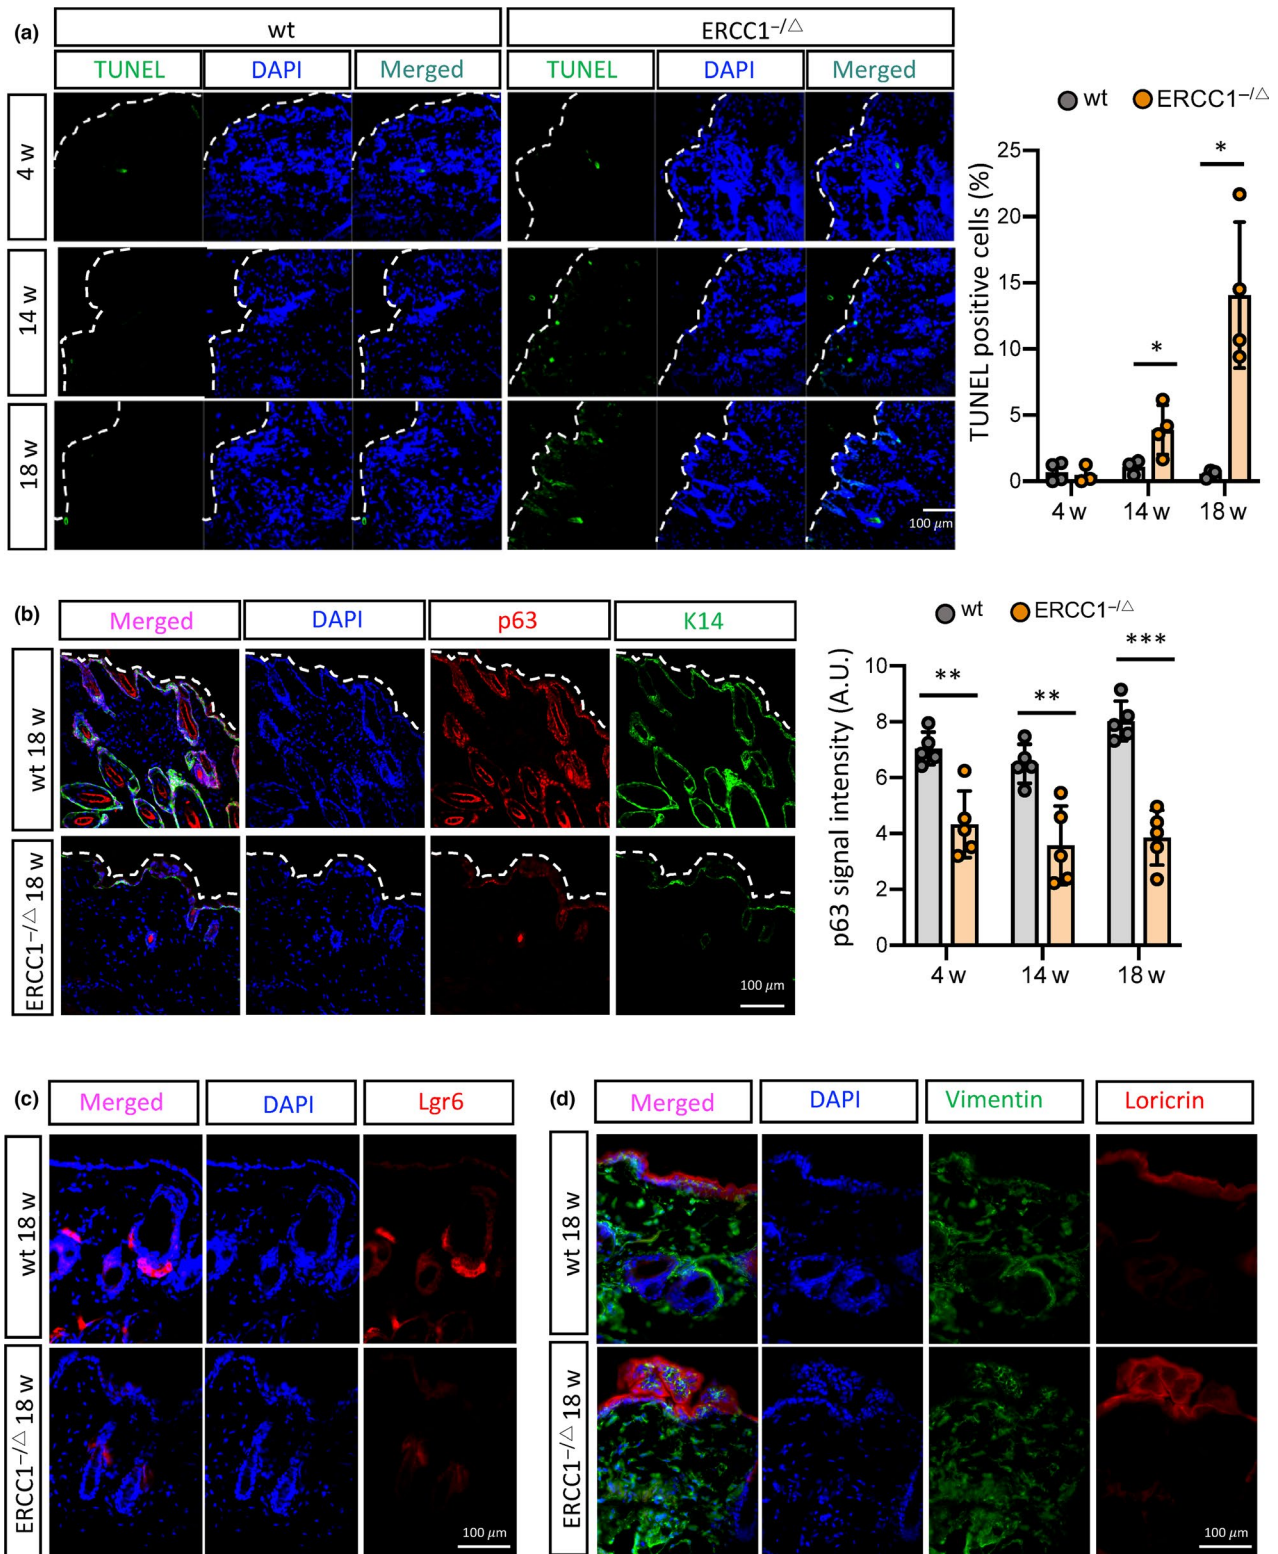 (a)
wt
ERCC1−/△
TUNEL
DAPI
Merged
TUNEL
DAPI
Merged
4 w
14 w
18 w
100 µm
wt
ERCC1−/△
TUNEL positive cells (%)
25
20
15
10
5
0
*
*
4 w
14 w
18 w
(b)
Merged
DAPI
p63
K14
wt 18 w
ERCC1−/△ 18 w
100 µm
wt
ERCC1−/△
p63 signal intensity (A.U.)
10
8
6
4
2
0
**
**
***
4 w
14 w
18 w
(c)
Merged
DAPI
Lgr6
wt 18 w
ERCC1−/△ 18 w
100 µm
(d)
Merged
DAPI
Vimentin
Loricrin
wt 18 w
ERCC1−/△ 18 w
100 µm